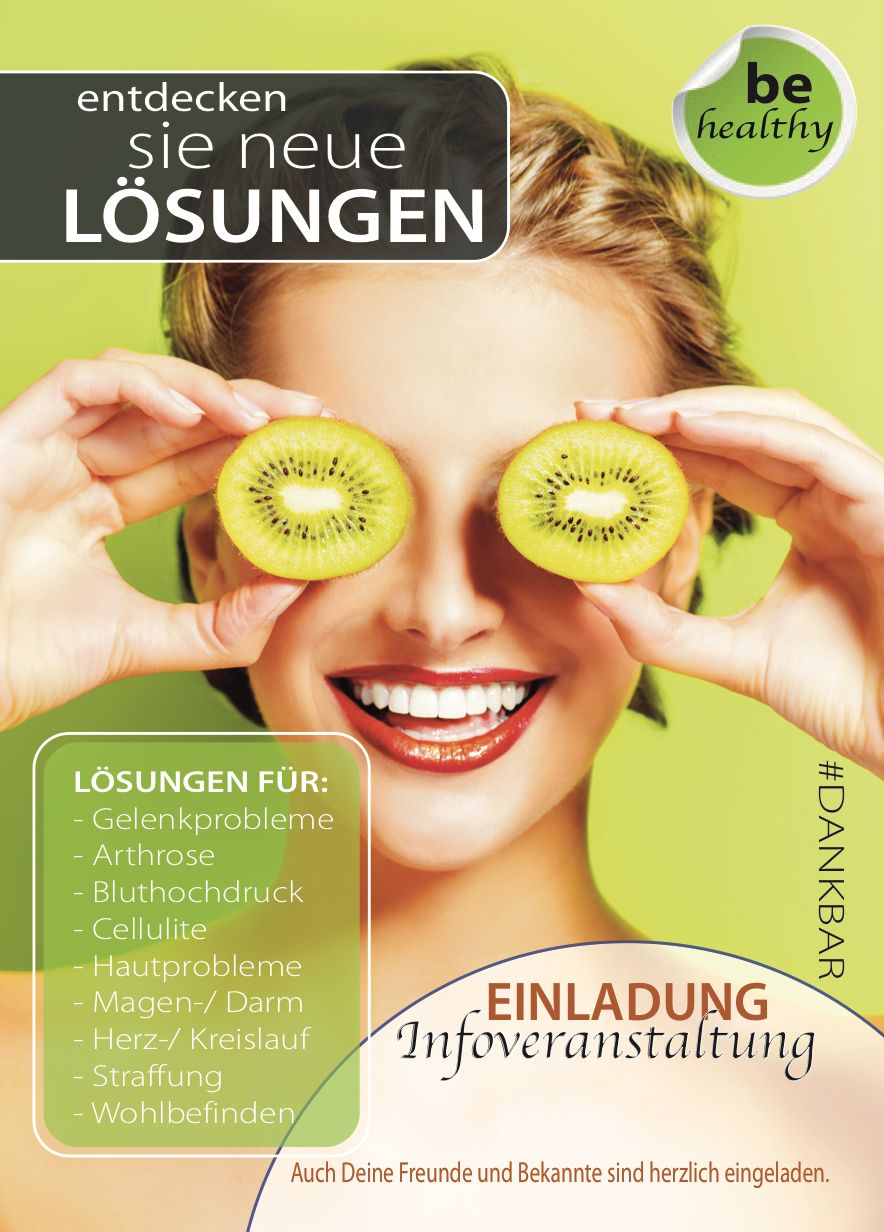 entdecken
sie neue
LÖSUNGEN
be
healthy
LÖSUNGEN FÜR:
- Gelenkprobleme
- Arthrose
- Bluthochdruck
- Cellulite
- Hautprobleme
- Magen-/ Darm
- Herz-/ Kreislauf
- Straffung
- Wohlbefinden
#DANKBAR
EINLADUNG
Infoveranstaltung
Auch Deine Freunde und Bekannte sind herzlich eingeladen.